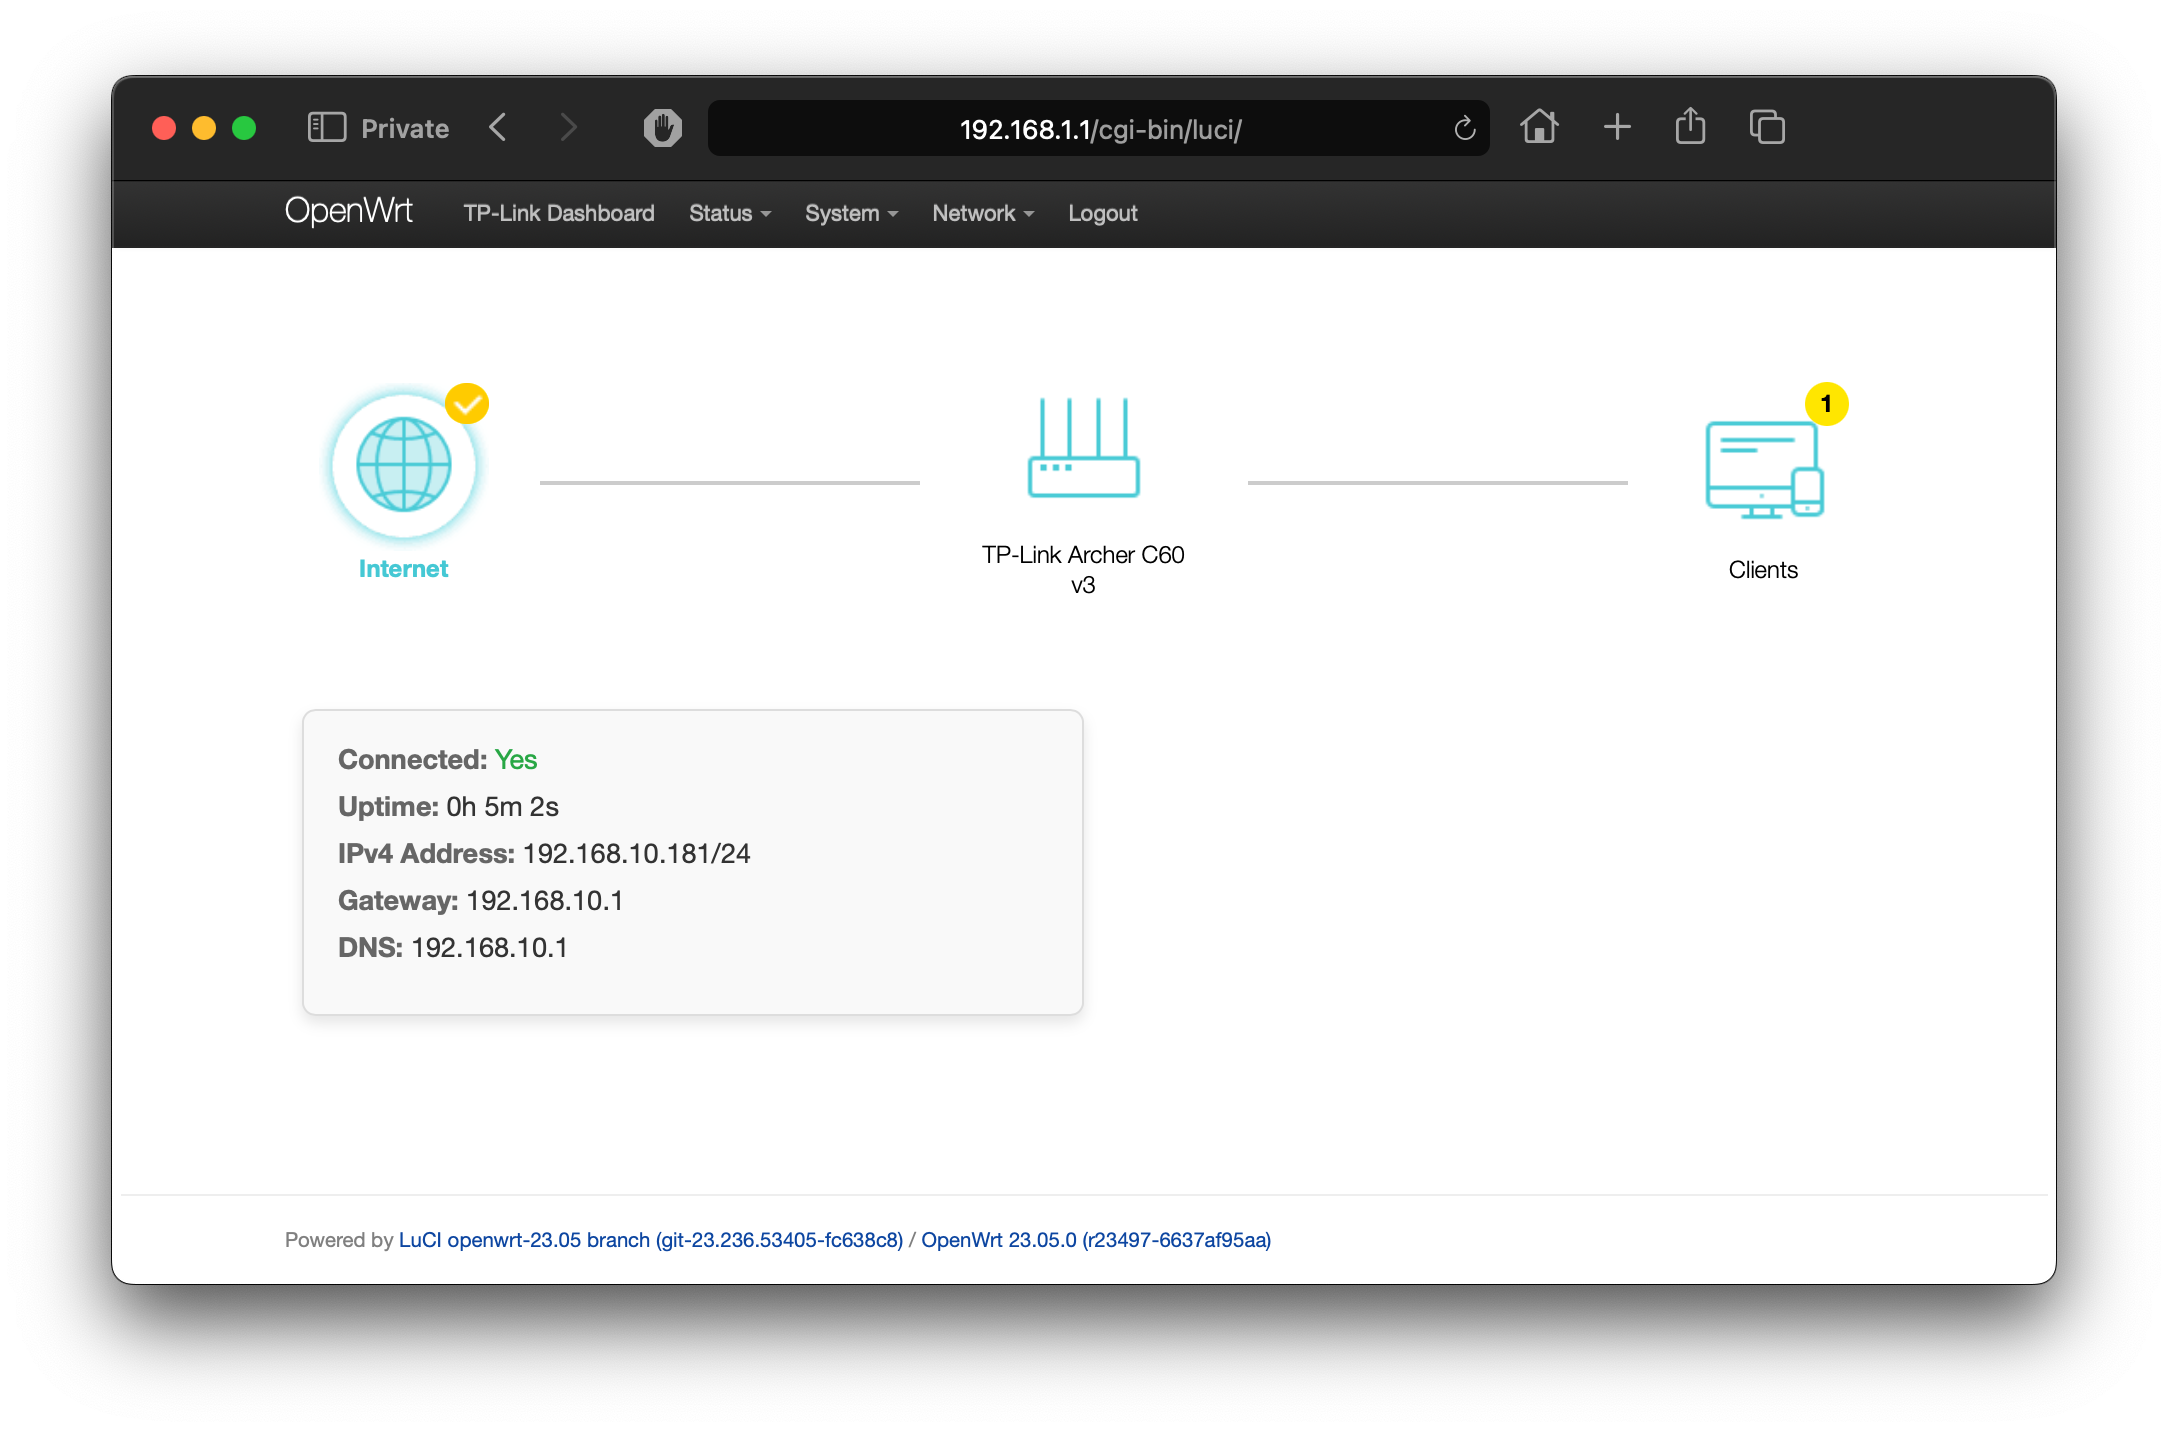 Private
192.168.1.1/cgi-bin/luci/
OpenWrt TP-Link Dashboard Status System Network Logout
1
Internet
TP-Link Archer C60
v3
Clients
Connected: Yes
Uptime: 0h 5m 2s
IPv4 Address: 192.168.10.181/24
Gateway: 192.168.10.1
DNS: 192.168.10.1
Powered by LuCI openwrt-23.05 branch (git-23.236.53405-fc638c8) / OpenWrt 23.05.0 (r23497-6637af95aa)